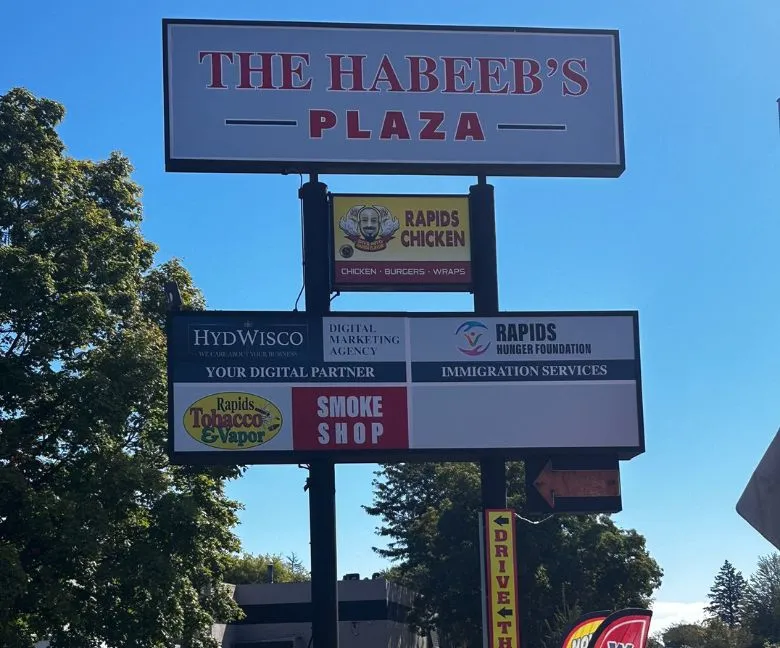 THE HABEEB'S
PLAZA
RAPIDS
CHICKEN
CHICKEN · BURGERS · WRAPS
HYDWISCO
WE CARE ABOUT YOUR BUSINESS
DIGITAL
MARKETING
AGENCY
YOUR DIGITAL PARTNER
RAPIDS
HUNGER FOUNDATION
IMMIGRATION SERVICES
Rapids
Tobacco
&Vapor
SMOKE
SHOP
DRIVE TH